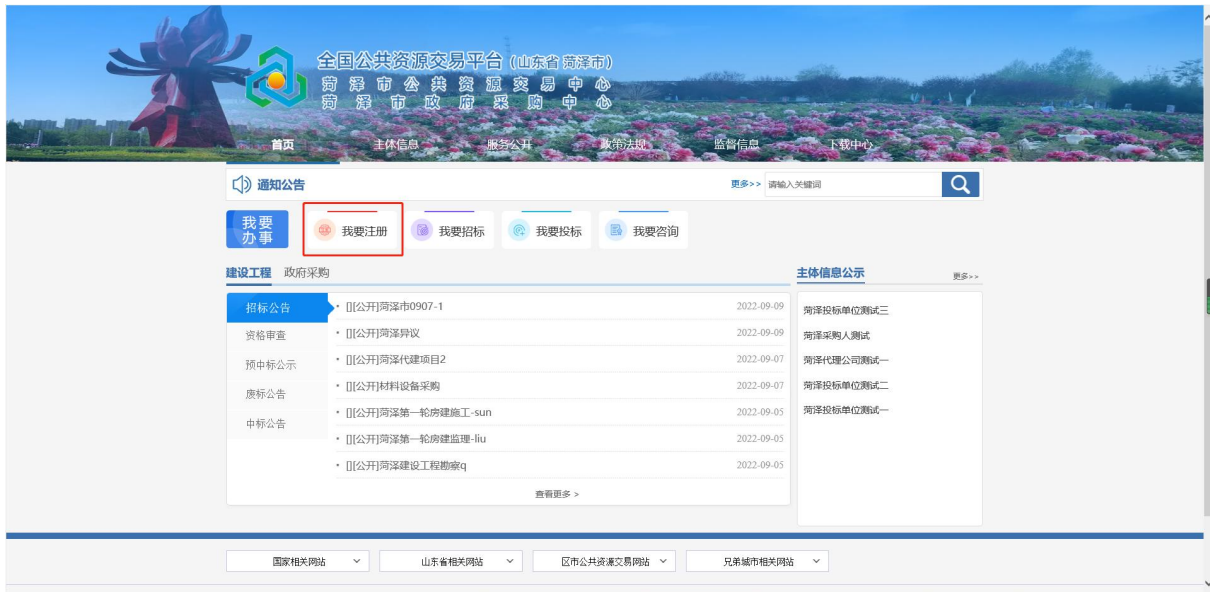 全国公共资源交易平台 (山东省 菏泽市)
菏泽市公共资源交易中心
菏泽市政府采购中心
首页 主体信息 服务公开 政策法规 监督信息 下载中心
通知公告 更多>> 请输入关键词
我要办事 我要注册 我要招标 我要投标 我要咨询
建设工程 政府采购 主体信息公示 更多>>
招标公告
资格审查
预中标公示
废标公告
中标公告
• [][公开]菏泽市0907-1 2022-09-09
• [][公开]菏泽异议 2022-09-09
• [][公开]菏泽代建项目2 2022-09-07
• [][公开]材料设备采购 2022-09-07
• [][公开]菏泽第一轮房建施工-sun 2022-09-05
• [][公开]菏泽第一轮房建监理-liu 2022-09-05
• [][公开]菏泽建设工程勘察q 2022-09-05
查看更多 >
菏泽投标单位测试三
菏泽采购人测试
菏泽代理公司测试一
菏泽投标单位测试二
菏泽投标单位测试一
国家相关网站 山东省相关网站 区市公共资源交易网站 兄弟城市相关网站